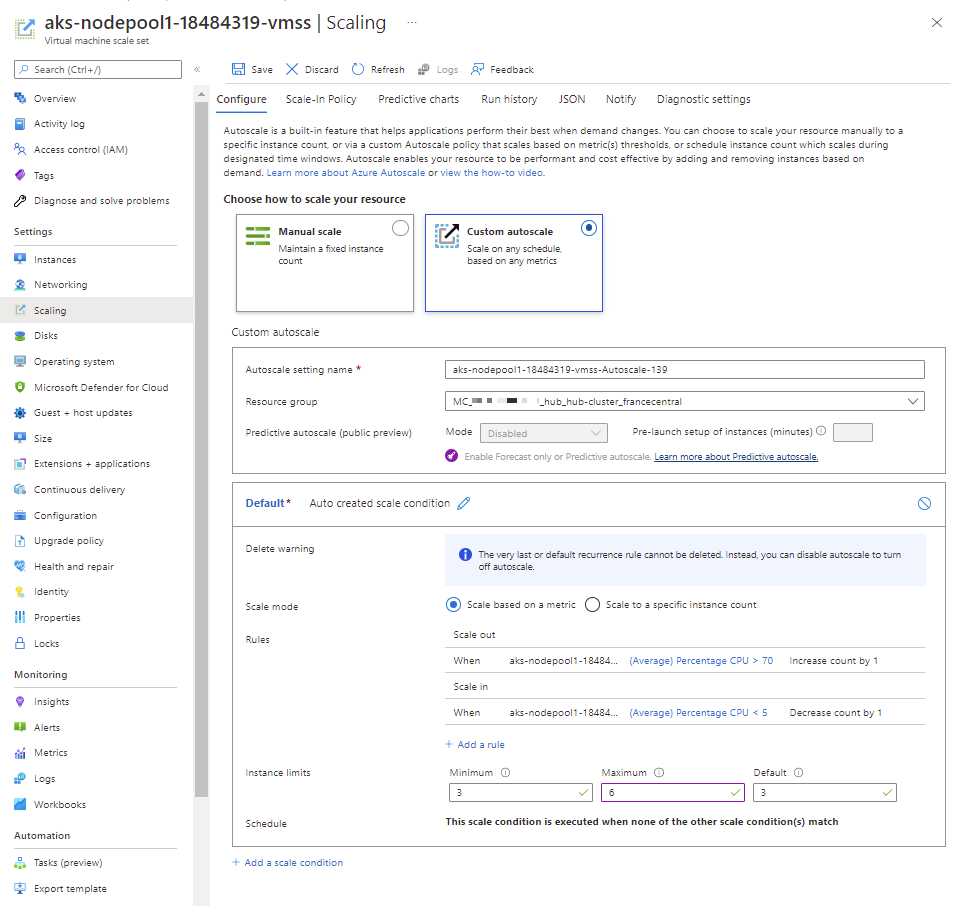 aks-nodepool1-18484319-vmss | Scaling ...
Virtual machine scale set
Search (Ctrl+/)
«
Overview
Activity log
Access control (IAM)
Tags
Diagnose and solve problems
Settings
Instances
Networking
Scaling
Disks
Operating system
Microsoft Defender for Cloud
Guest + host updates
Size
Extensions + applications
Continuous delivery
Configuration
Upgrade policy
Health and repair
Identity
Properties
Locks
Monitoring
Insights
Alerts
Metrics
Logs
Workbooks
Automation
Tasks (preview)
Export template
Save Discard Refresh Logs Feedback
Configure Scale-In Policy Predictive charts Run history JSON Notify Diagnostic settings
Autoscale is a built-in feature that helps applications perform their best when demand changes. You can choose to scale your resource manually to a
specific instance count, or via a custom Autoscale policy that scales based on metric(s) thresholds, or schedule instance count which scales during
designated time windows. Autoscale enables your resource to be performant and cost effective by adding and removing instances based on
demand. Learn more about Azure Autoscale or view the how-to video.
Choose how to scale your resource
Manual scale
Maintain a fixed instance
count
Custom autoscale
Scale on any schedule,
based on any metrics
Custom autoscale
Autoscale setting name * aks-nodepool1-18484319-vmss-Autoscale-139
Resource group MC_ _hub_hub-cluster_francecentral
Predictive autoscale (public preview) Mode Disabled Pre-launch setup of instances (minutes)
Enable Forecast only or Predictive autoscale. Learn more about Predictive autoscale.
Default* Auto created scale condition
Delete warning
The very last or default recurrence rule cannot be deleted. Instead, you can disable autoscale to turn
off autoscale.
Scale mode Scale based on a metric Scale to a specific instance count
Rules
Scale out
When aks-nodepool1-18484... (Average) Percentage CPU > 70 Increase count by 1
Scale in
When aks-nodepool1-18484... (Average) Percentage CPU < 5 Decrease count by 1
+ Add a rule
Instance limits Minimum Maximum Default
3 6 3
Schedule This scale condition is executed when none of the other scale condition(s) match
+ Add a scale condition